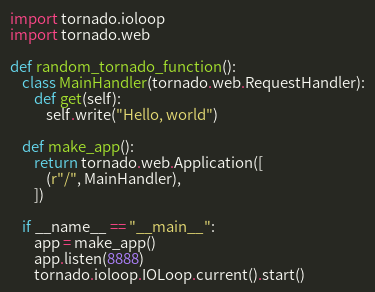 import tornado.ioloop
import tornado.web

def random_tornado_function():
    class MainHandler(tornado.web.RequestHandler):
        def get(self):
            self.write("Hello, world")

    def make_app():
        return tornado.web.Application([
            (r"/", MainHandler),
        ])

    if __name__ == "__main__":
        app = make_app()
        app.listen(8888)
        tornado.ioloop.IOLoop.current().start()